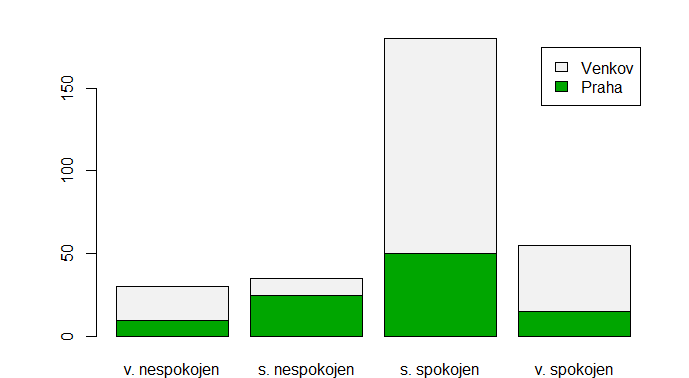 150
100
50
0
Venkov
Praha
v. nespokojen
s. nespokojen
s. spokojen
v. spokojen